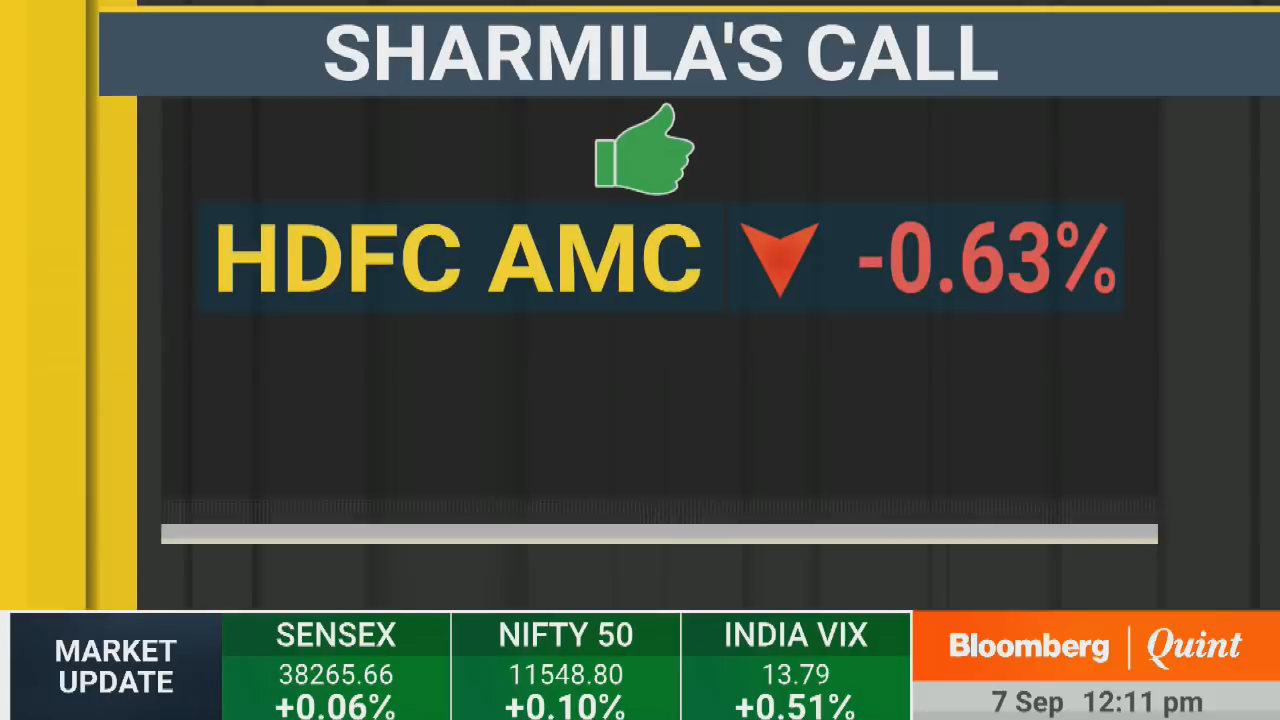 SHARMILA'S CALL
HDFC AMC -0.63%
MARKET UPDATE
SENSEX
38265.66
+0.06%
NIFTY 50
11548.80
+0.10%
INDIA VIX
13.79
+0.51%
Bloomberg | Quint
7 Sep 12:11 pm